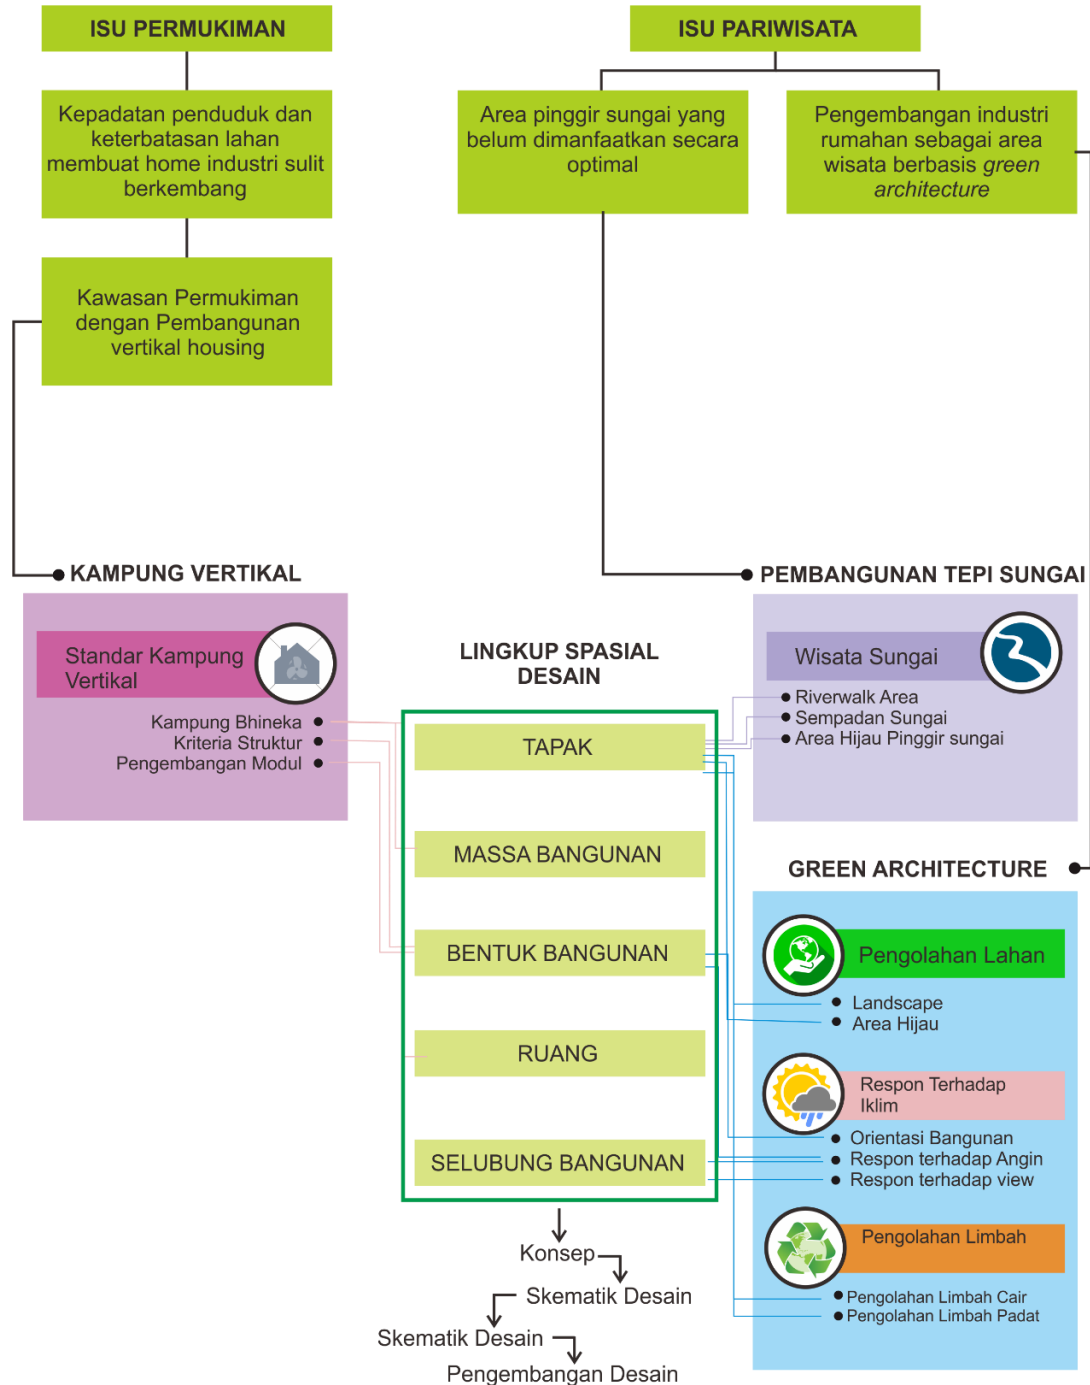 ISU PERMUKIMAN
Kepadatan penduduk dan
keterbatasan lahan
membuat home industri sulit
berkembang
Kawasan Permukiman
dengan Pembangunan
vertikal housing
ISU PARIWISATA
Area pinggir sungai yang
belum dimanfaatkan secara
optimal
Pengembangan industri
rumahan sebagai area
wisata berbasis green
architecture
KAMPUNG VERTIKAL
Standar Kampung
Vertikal
Kampung Bhineka
Kriteria Struktur
Pengembangan Modul
LINGKUP SPASIAL
DESAIN
TAPAK
MASSA BANGUNAN
BENTUK BANGUNAN
RUANG
SELUBUNG BANGUNAN
Konsep
Skematik Desain
Skematik Desain
Pengembangan Desain
PEMBANGUNAN TEPI SUNGAI
Wisata Sungai
Riverwalk Area
Sempadan Sungai
Area Hijau Pinggir sungai
GREEN ARCHITECTURE
Pengolahan Lahan
Landscape
Area Hijau
Respon Terhadap
Iklim
Orientasi Bangunan
Respon terhadap Angin
Respon terhadap view
Pengolahan Limbah
Pengolahan Limbah Cair
Pengolahan Limbah Padat